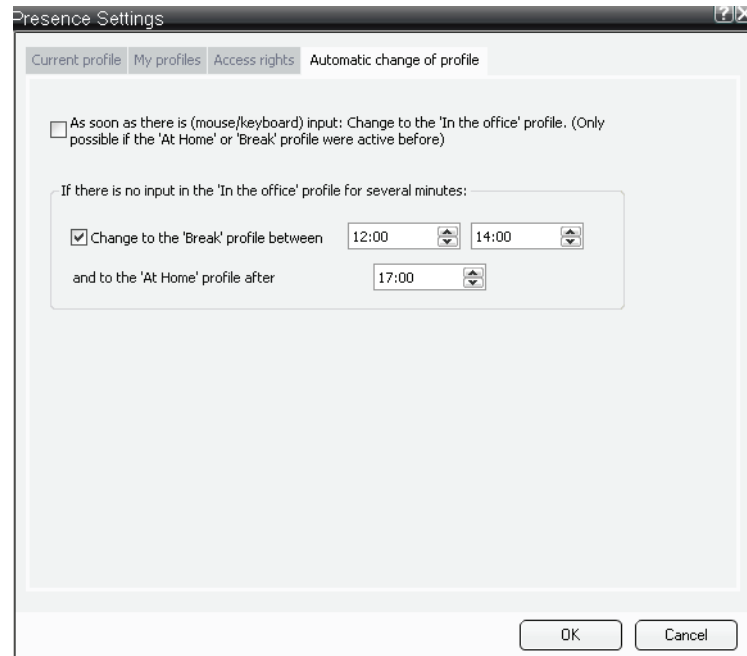 Presence Settings
Current profile My profiles Access rights Automatic change of profile
As soon as there is (mouse/keyboard) input: Change to the 'In the office' profile. (Only
possible if the 'At Home' or 'Break' profile were active before)
If there is no input in the 'In the office' profile for several minutes:
Change to the 'Break' profile between 12:00 14:00
and to the 'At Home' profile after 17:00
OK Cancel